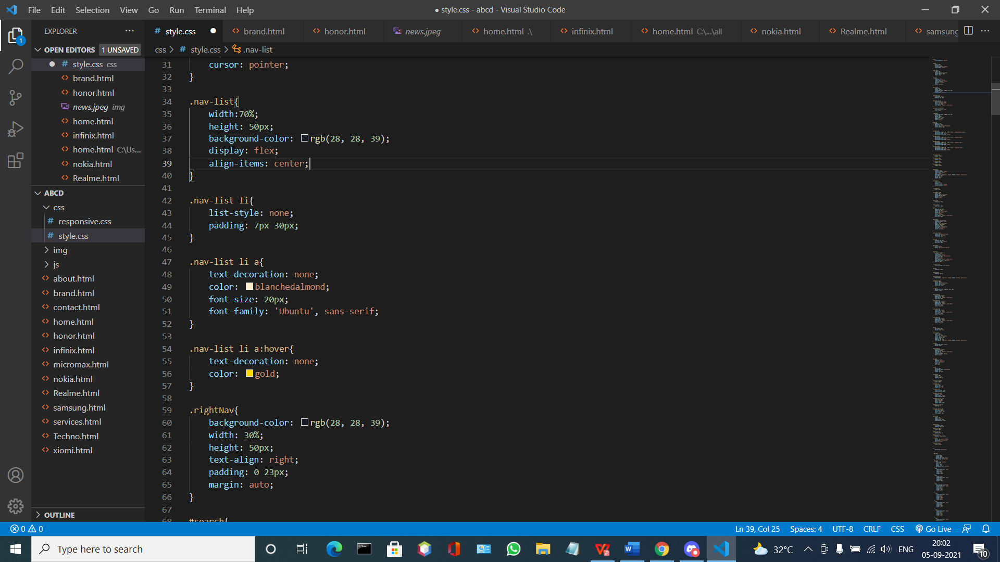 File Edit Selection View Go Run Terminal Help
● style.css - abcd - Visual Studio Code
EXPLORER
style.css
brand.html
honor.html
news.jpeg
home.html .\
infinix.html
home.html C:\...\all
nokia.html
Realme.html
samsung
1
OPEN EDITORS 1 UNSAVED
style.css css
brand.html
honor.html
news.jpeg img
home.html
infinix.html
home.html C:\Us...
nokia.html
Realme.html
ABCD
css
responsive.css
style.css
img
js
about.html
brand.html
contact.html
home.html
honor.html
infinix.html
micromax.html
nokia.html
Realme.html
samsung.html
services.html
Techno.html
xiomi.html
OUTLINE
css > # style.css > .nav-list
31 cursor: pointer;
32 }
33
34 .nav-list{
35 width:70%;
36 height: 50px;
37 background-color: rgb(28, 28, 39);
38 display: flex;
39 align-items: center;
40 }
41
42 .nav-list li{
43 list-style: none;
44 padding: 7px 30px;
45 }
46
47 .nav-list li a{
48 text-decoration: none;
49 color: blanchedalmond;
50 font-size: 20px;
51 font-family: 'Ubuntu', sans-serif;
52 }
53
54 .nav-list li a:hover{
55 text-decoration: none;
56 color: gold;
57 }
58
59 .rightNav{
60 background-color: rgb(28, 28, 39);
61 width: 30%;
62 height: 50px;
63 text-align: right;
64 padding: 0 23px;
65 margin: auto;
66 }
67
68 #search{
0 0
Ln 39, Col 25 Spaces: 4 UTF-8 CRLF CSS Go Live
Type here to search
32°C
ENG
20:02
05-09-2021
10